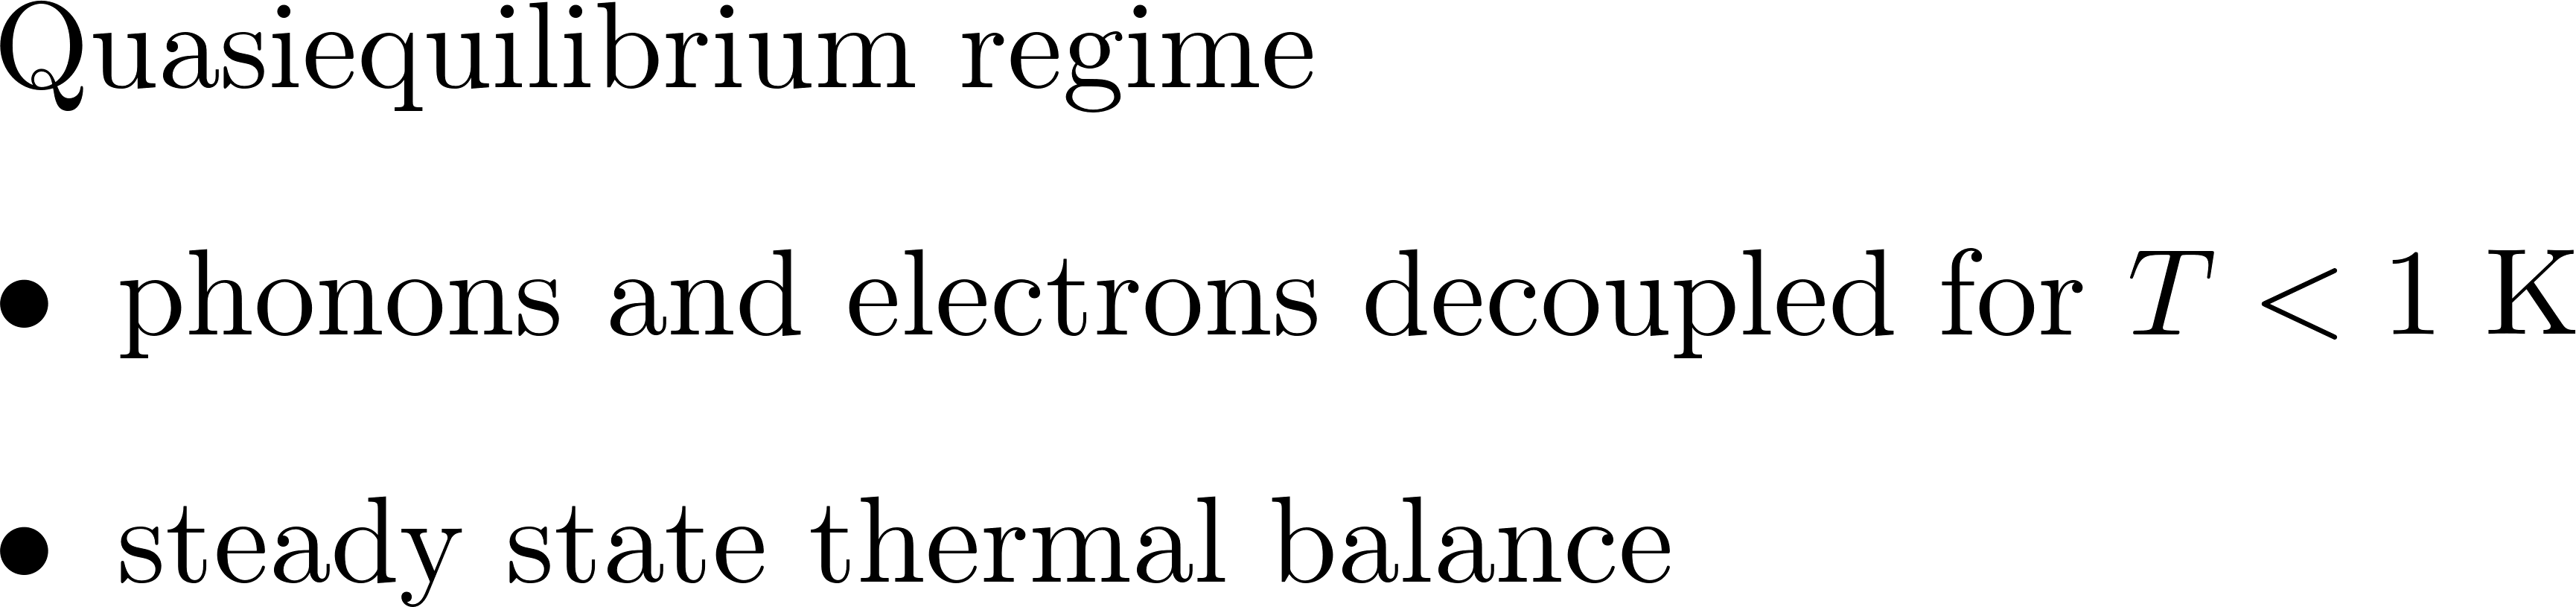 Quasiequilibrium regime
• phonons and electrons decoupled for T < 1 K
• steady state thermal balance